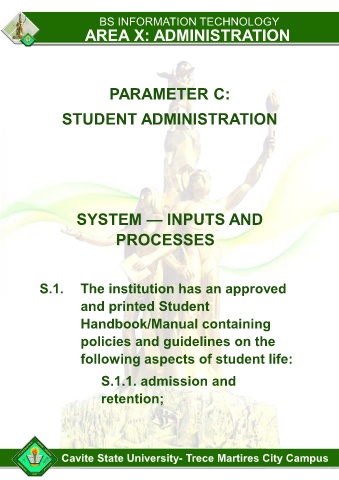 BS INFORMATION TECHNOLOGY
AREA X: ADMINISTRATION
PARAMETER C:
STUDENT ADMINISTRATION
SYSTEM — INPUTS AND
PROCESSES
S.1. The institution has an approved
and printed Student
Handbook/Manual containing
policies and guidelines on the
following aspects of student life:
S.1.1. admission and
retention;
Cavite State University- Trece Martires City Campus